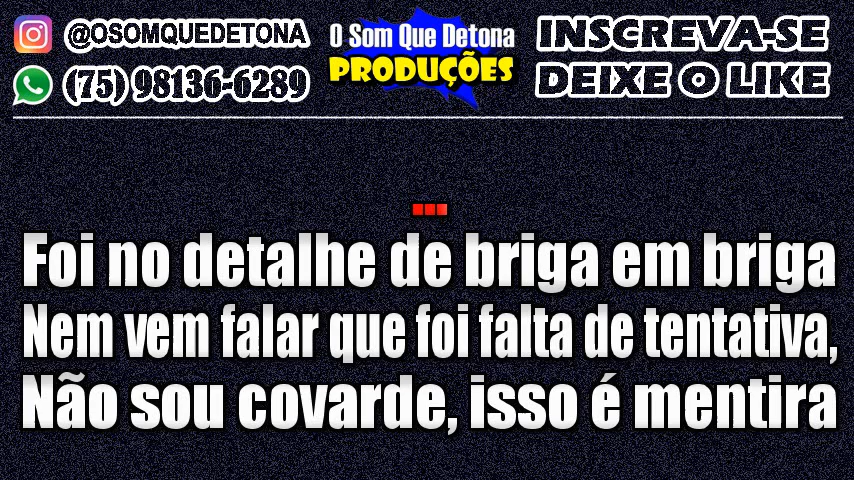 @OSOMQUEDETONA
(75) 98136-6289
O Som Que Detona
PRODUÇÕES
INSCREVA-SE
DEIXE O LIKE
...
Foi no detalhe de briga em briga
Nem vem falar que foi falta de tentativa,
Não sou covarde, isso é mentira